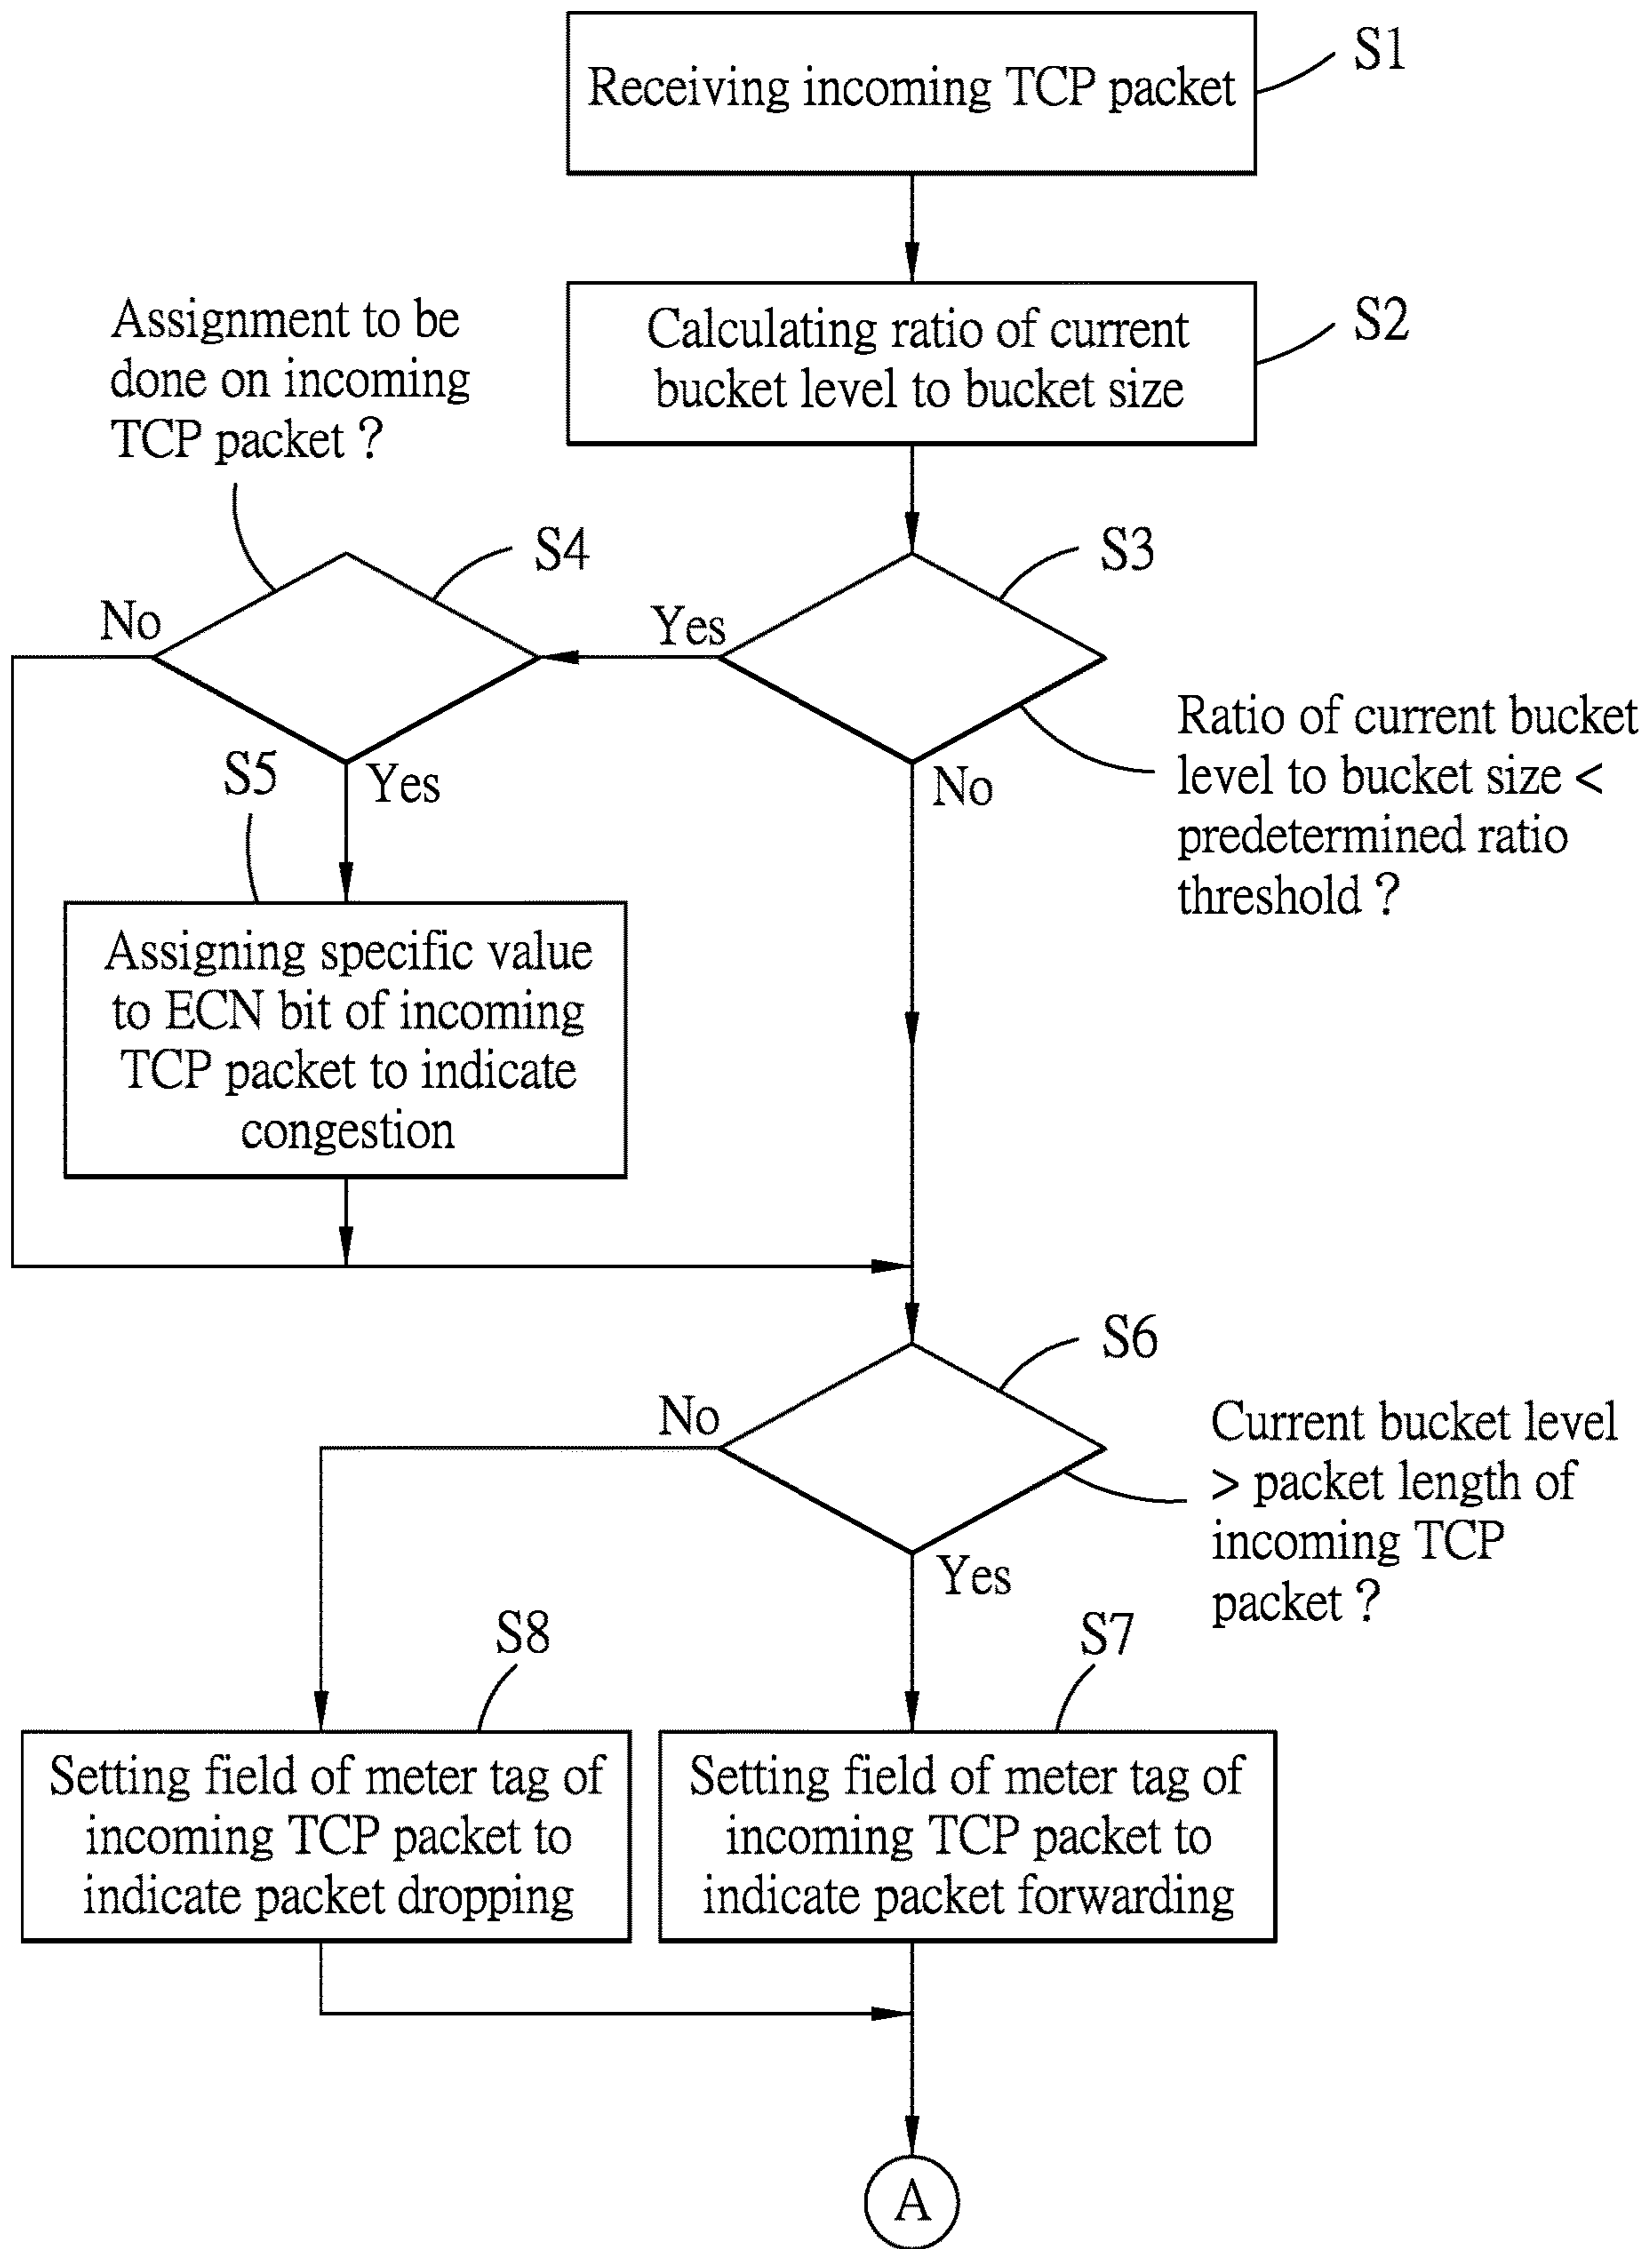 Receiving incoming TCP packet
S1
Calculating ratio of current
bucket level to bucket size
S2
Assignment to be
done on incoming
TCP packet ?
S4
S3
No
Yes
Ratio of current bucket
level to bucket size <
predetermined ratio
threshold ?
S5
Yes
No
Assigning specific value
to ECN bit of incoming
TCP packet to indicate
congestion
S6
No
Current bucket level
> packet length of
incoming TCP
packet ?
Yes
S8
S7
Setting field of meter tag of
incoming TCP packet to
indicate packet dropping
Setting field of meter tag of
incoming TCP packet to
indicate packet forwarding
A